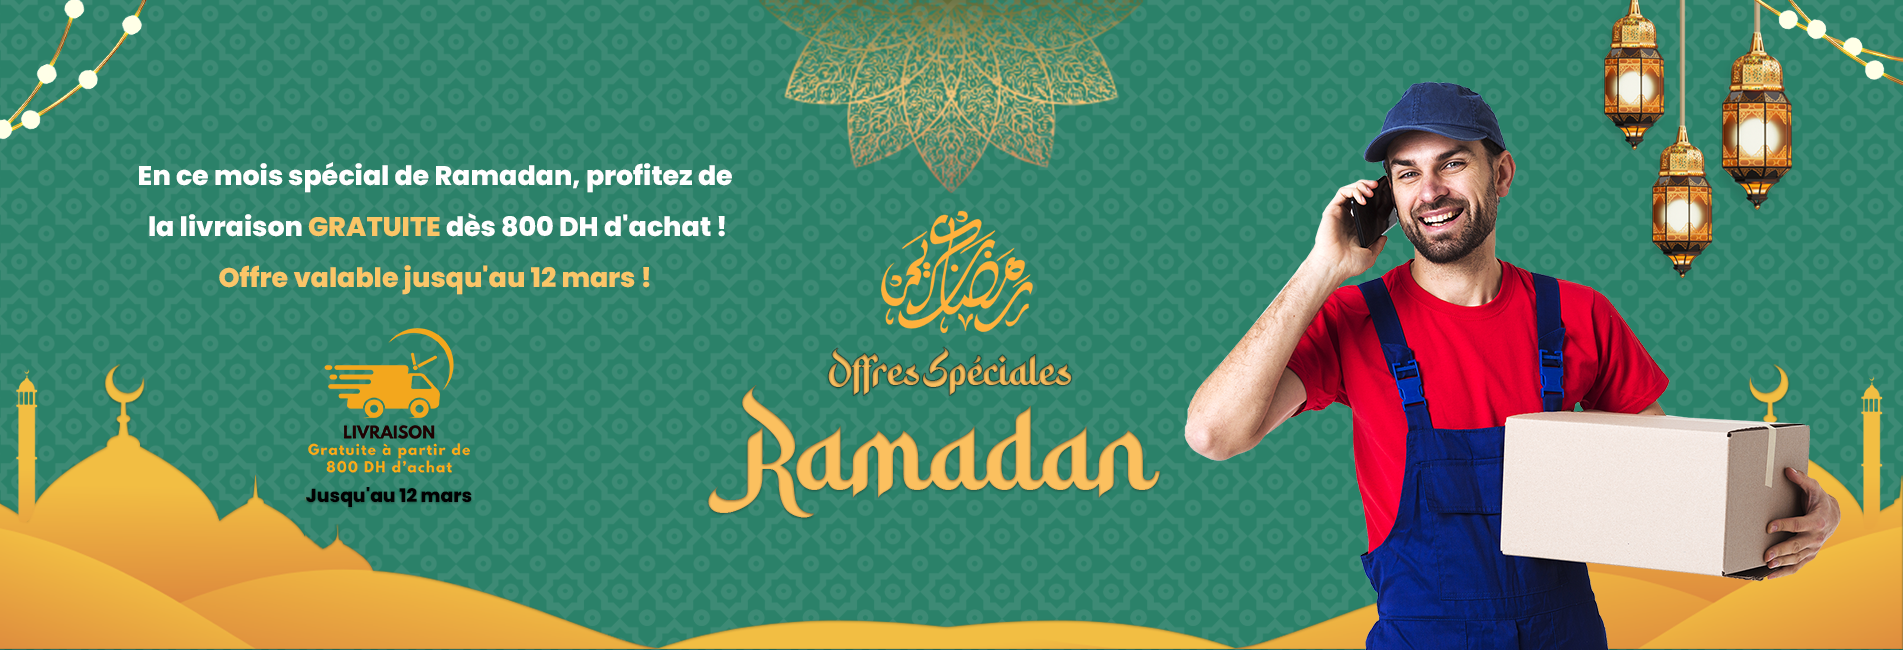 En ce mois spécial de Ramadan, profitez de
la livraison GRATUITE dès 800 DH d'achat !
Offre valable jusqu'au 12 mars !
LIVRAISON
Gratuite à partir de
800 DH d'achat
Jusqu'au 12 mars
رمضان كريم
Offres Spéciales
Ramadan